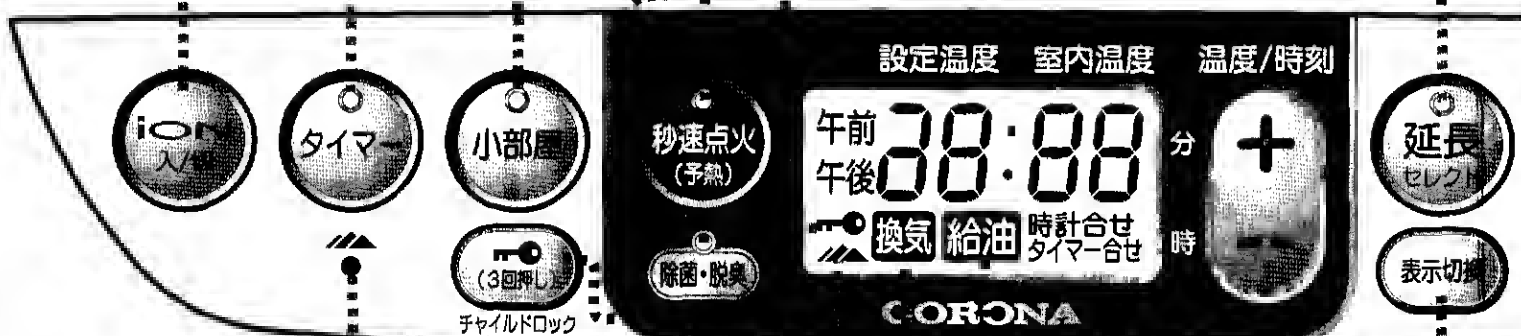 設定温度 室内温度 温度/時刻
iON
入/切
タイマー
小部屋
秒速点火
(予熱)
午前
午後
38:88
分
時
+
-
延長
セレクト
(3回押し)
チャイルドロック
除菌・脱臭
換気
給油
時計合せ
タイマー合せ
表示切換
CORONA